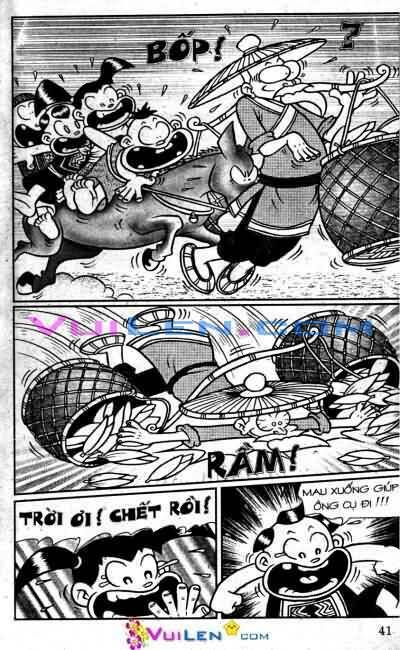 BỐP!
?
VuiLen.com
RẦM!
TRỜI ƠI! CHẾT RỒI!
MAU XUỐNG GIÚP
ÔNG CỤ ĐI !!!
41
VuiLen.com